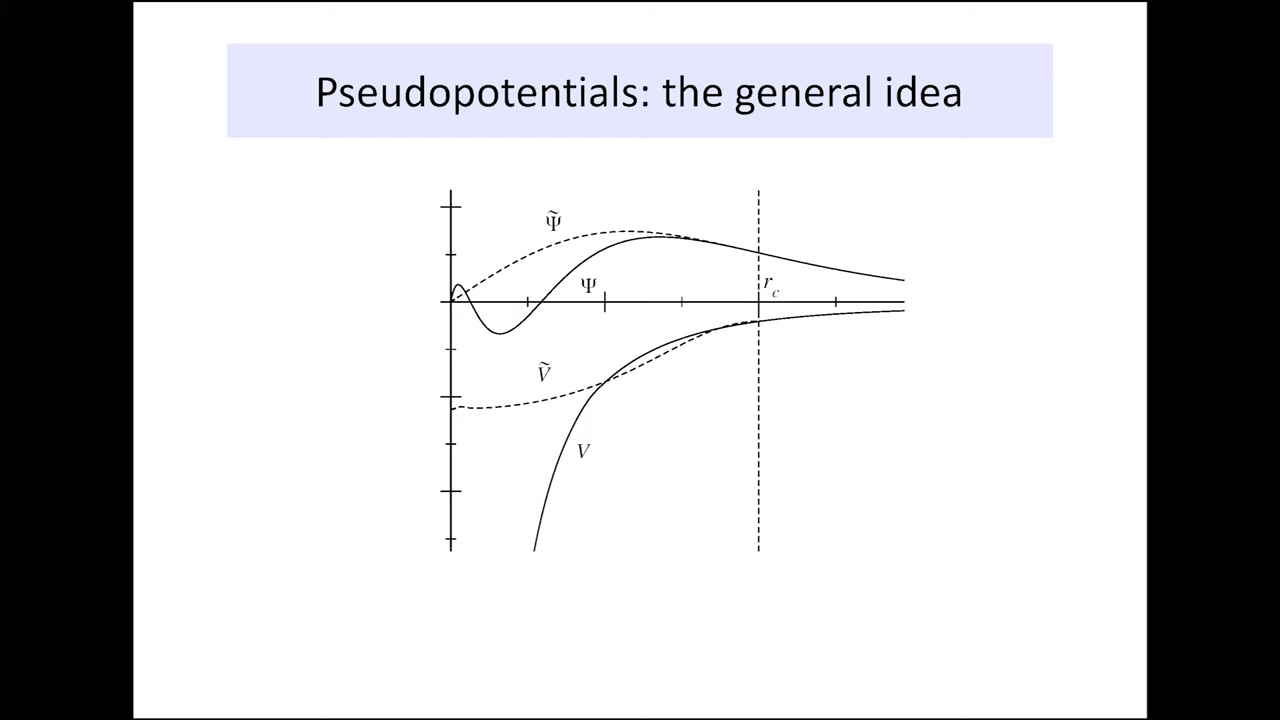 Pseudopotentials: the general idea
Ψ̃
Ψ
r_c
Ṽ
V